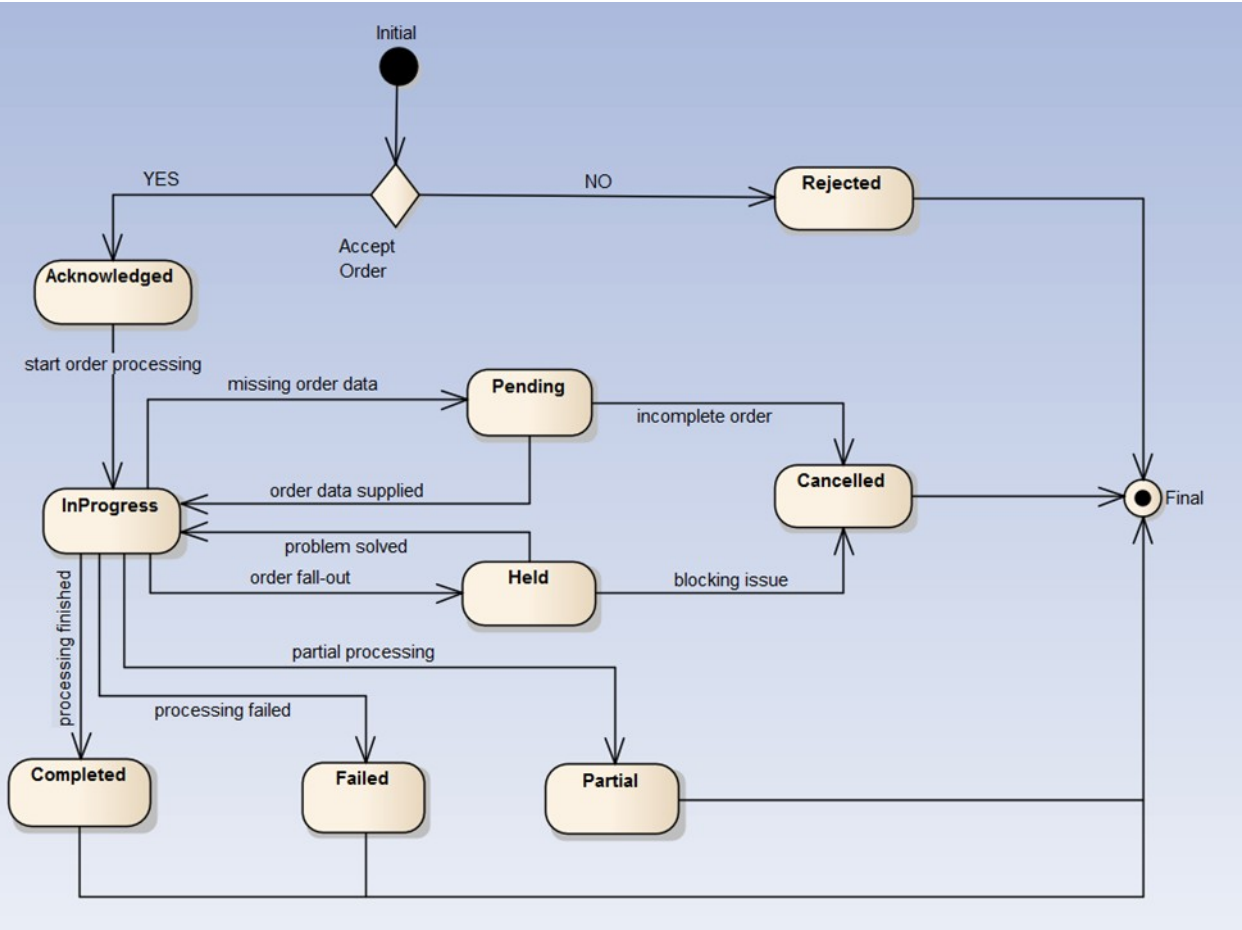 Initial
YES
NO
Rejected
Accept
Order
Acknowledged
start order processing
missing order data
Pending
incomplete order
Cancelled
InProgress
order data supplied
Final
problem solved
order fall-out
Held
blocking issue
processing finished
partial processing
processing failed
Completed
Failed
Partial